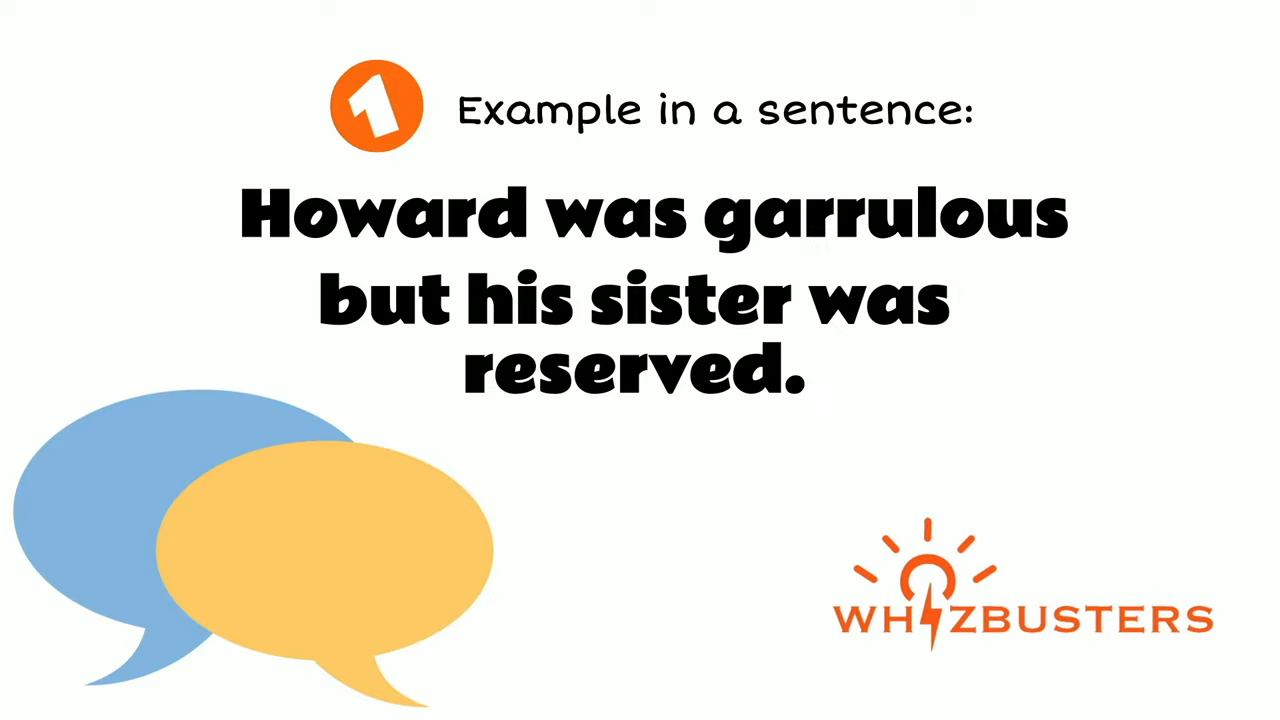 1 Example in a sentence:
Howard was garrulous
but his sister was
reserved.
WHIZBUSTERS